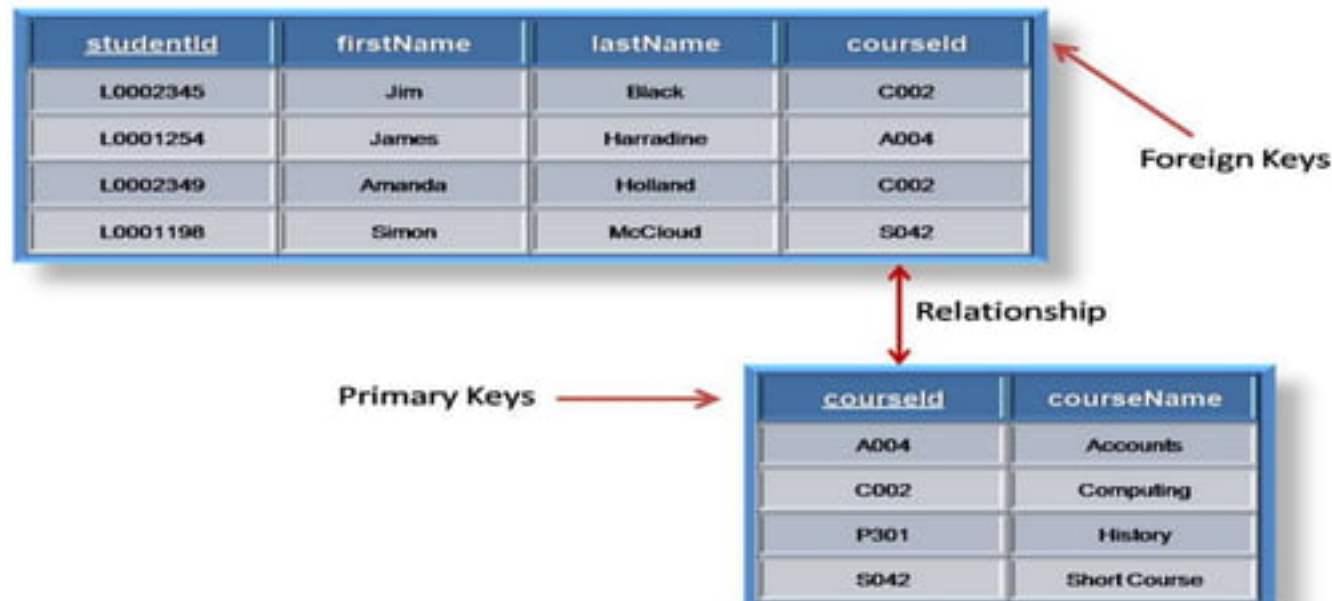 studentId firstName lastName courseId
L0002345 Jim Black C002
L0001254 James Harradine A004
L0002349 Amanda Holland C002
L0001198 Simon McCloud S042
Foreign Keys
Relationship
Primary Keys
courseId courseName
A004 Accounts
C002 Computing
P301 History
S042 Short Course